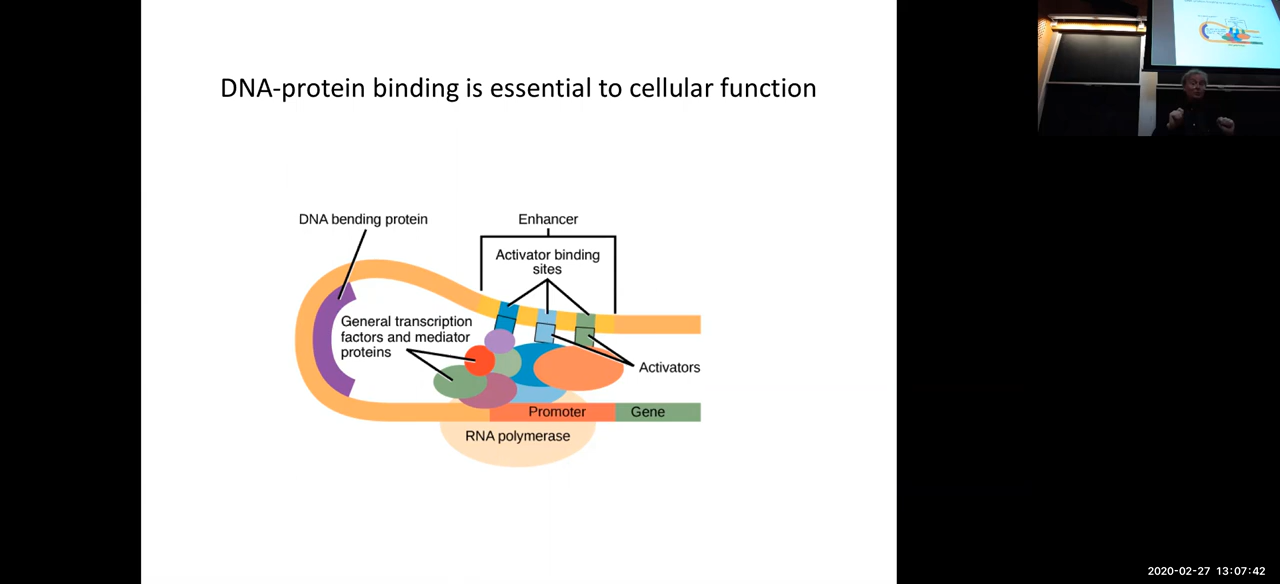 DNA-protein binding is essential to cellular function
DNA bending protein
Enhancer
Activator binding
sites
General transcription
factors and mediator
proteins
Activators
Promoter
Gene
RNA polymerase
2020-02-27 13:07:42